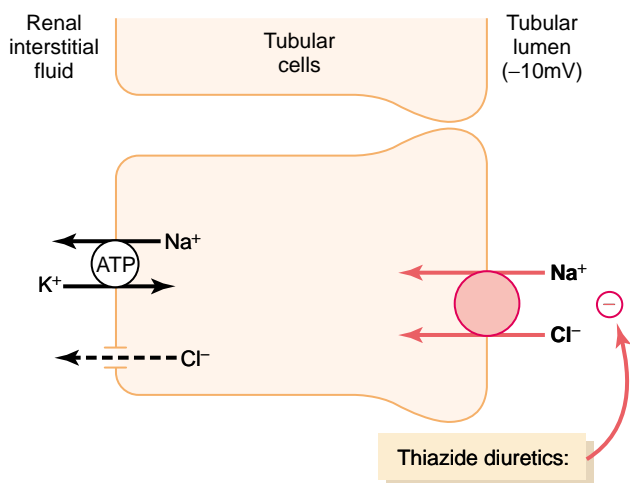 Renal
interstitial
fluid
Tubular
cells
Tubular
lumen
(–10mV)
Na⁺
ATP
K⁺
Cl⁻
Na⁺
Cl⁻
−
Thiazide diuretics: